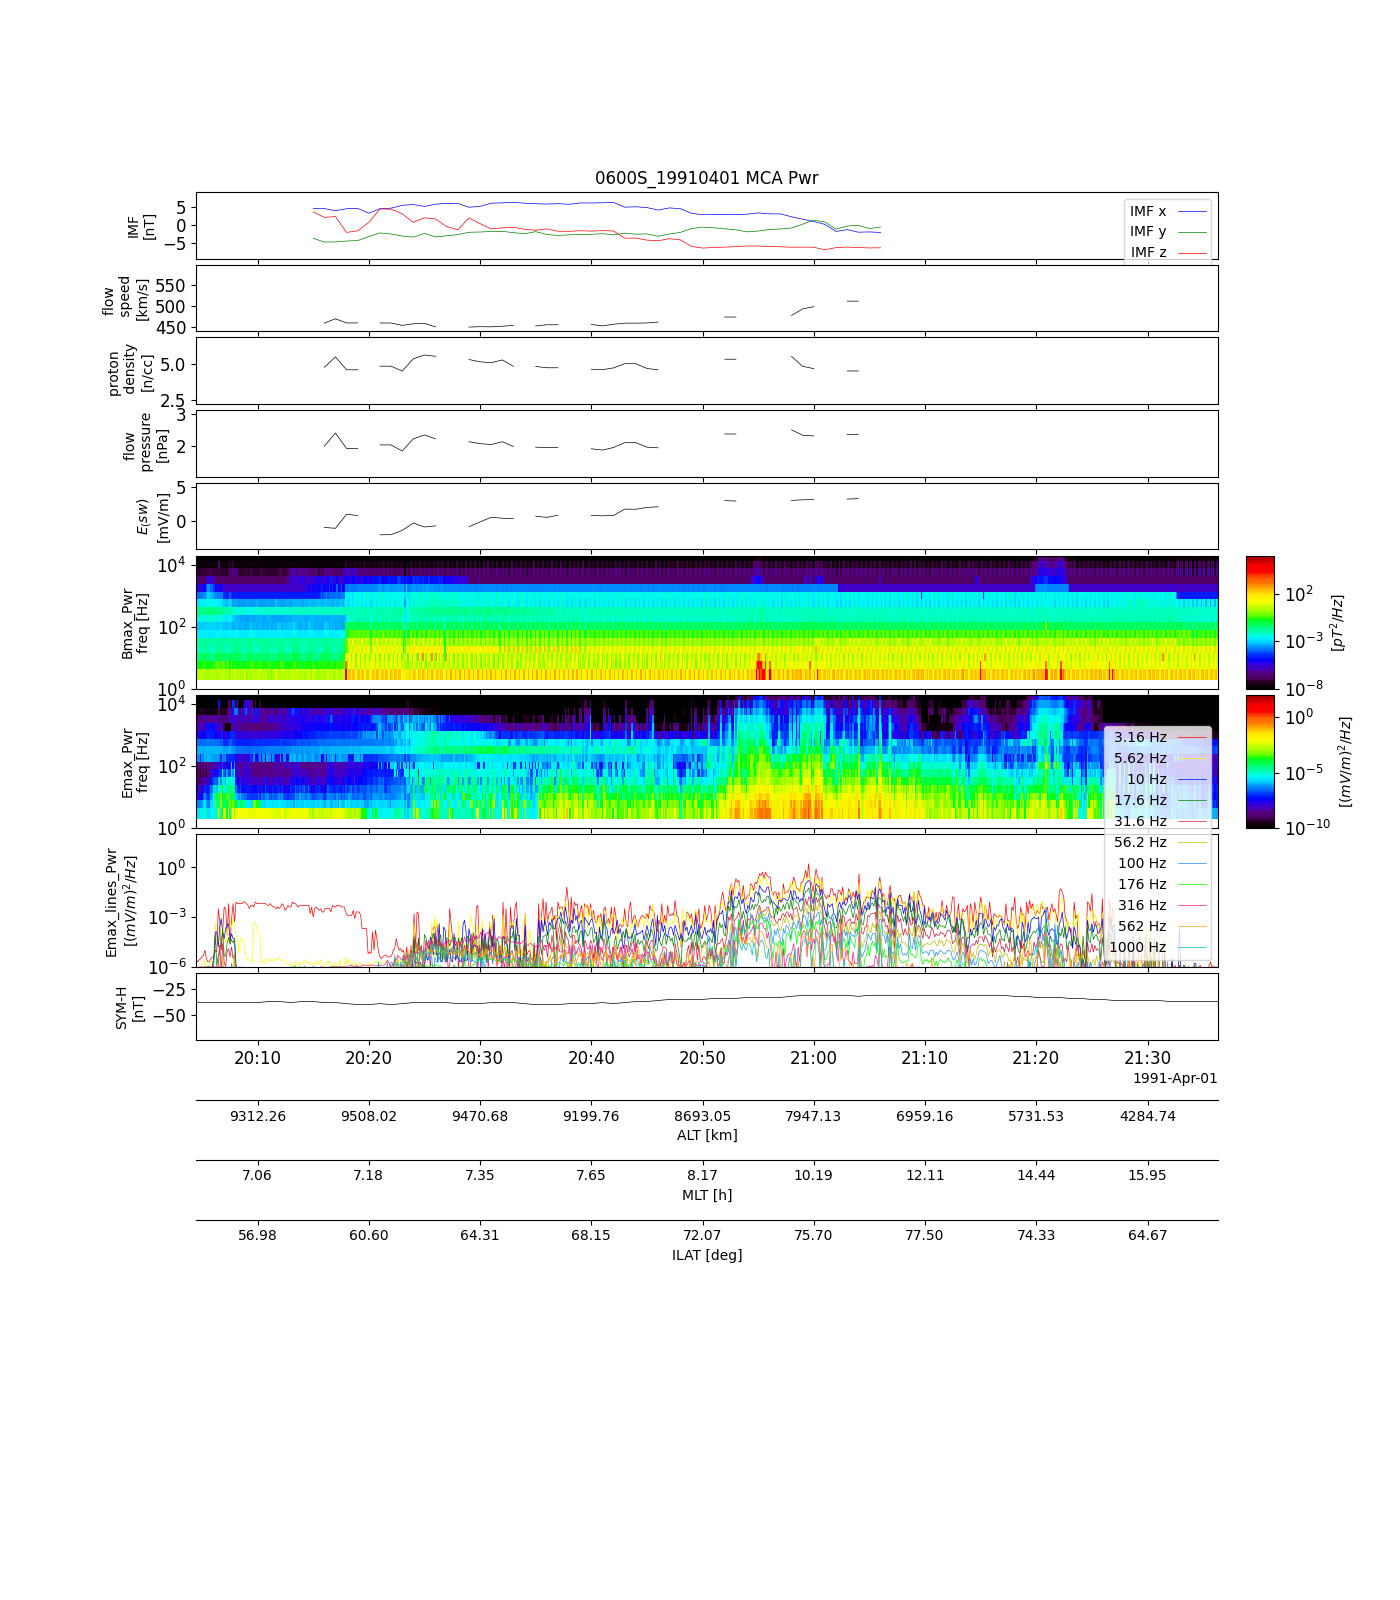 0600S_19910401 MCA Pwr
IMF
[nT]
5
0
−5
IMF x
IMF y
IMF z
flow
speed
[km/s]
550
500
450
proton
density
[n/cc]
5.0
2.5
flow
pressure
[nPa]
3
2
E(sw)
[mV/m]
5
0
Bmax_Pwr
freq [Hz]
10^4
10^2
10^0
10^2
10^−3
10^−8
[pT^2/Hz]
Emax_Pwr
freq [Hz]
10^4
10^2
10^0
10^0
10^−5
10^−10
[(mV/m)^2/Hz]
3.16 Hz
5.62 Hz
10 Hz
17.6 Hz
31.6 Hz
56.2 Hz
100 Hz
176 Hz
316 Hz
562 Hz
1000 Hz
Emax_lines_Pwr
[(mV/m)^2/Hz]
10^0
10^−3
10^−6
SYM-H
[nT]
−25
−50
20:10 20:20 20:30 20:40 20:50 21:00 21:10 21:20 21:30
1991-Apr-01
9312.26 9508.02 9470.68 9199.76 8693.05 7947.13 6959.16 5731.53 4284.74
ALT [km]
7.06 7.18 7.35 7.65 8.17 10.19 12.11 14.44 15.95
MLT [h]
56.98 60.60 64.31 68.15 72.07 75.70 77.50 74.33 64.67
ILAT [deg]